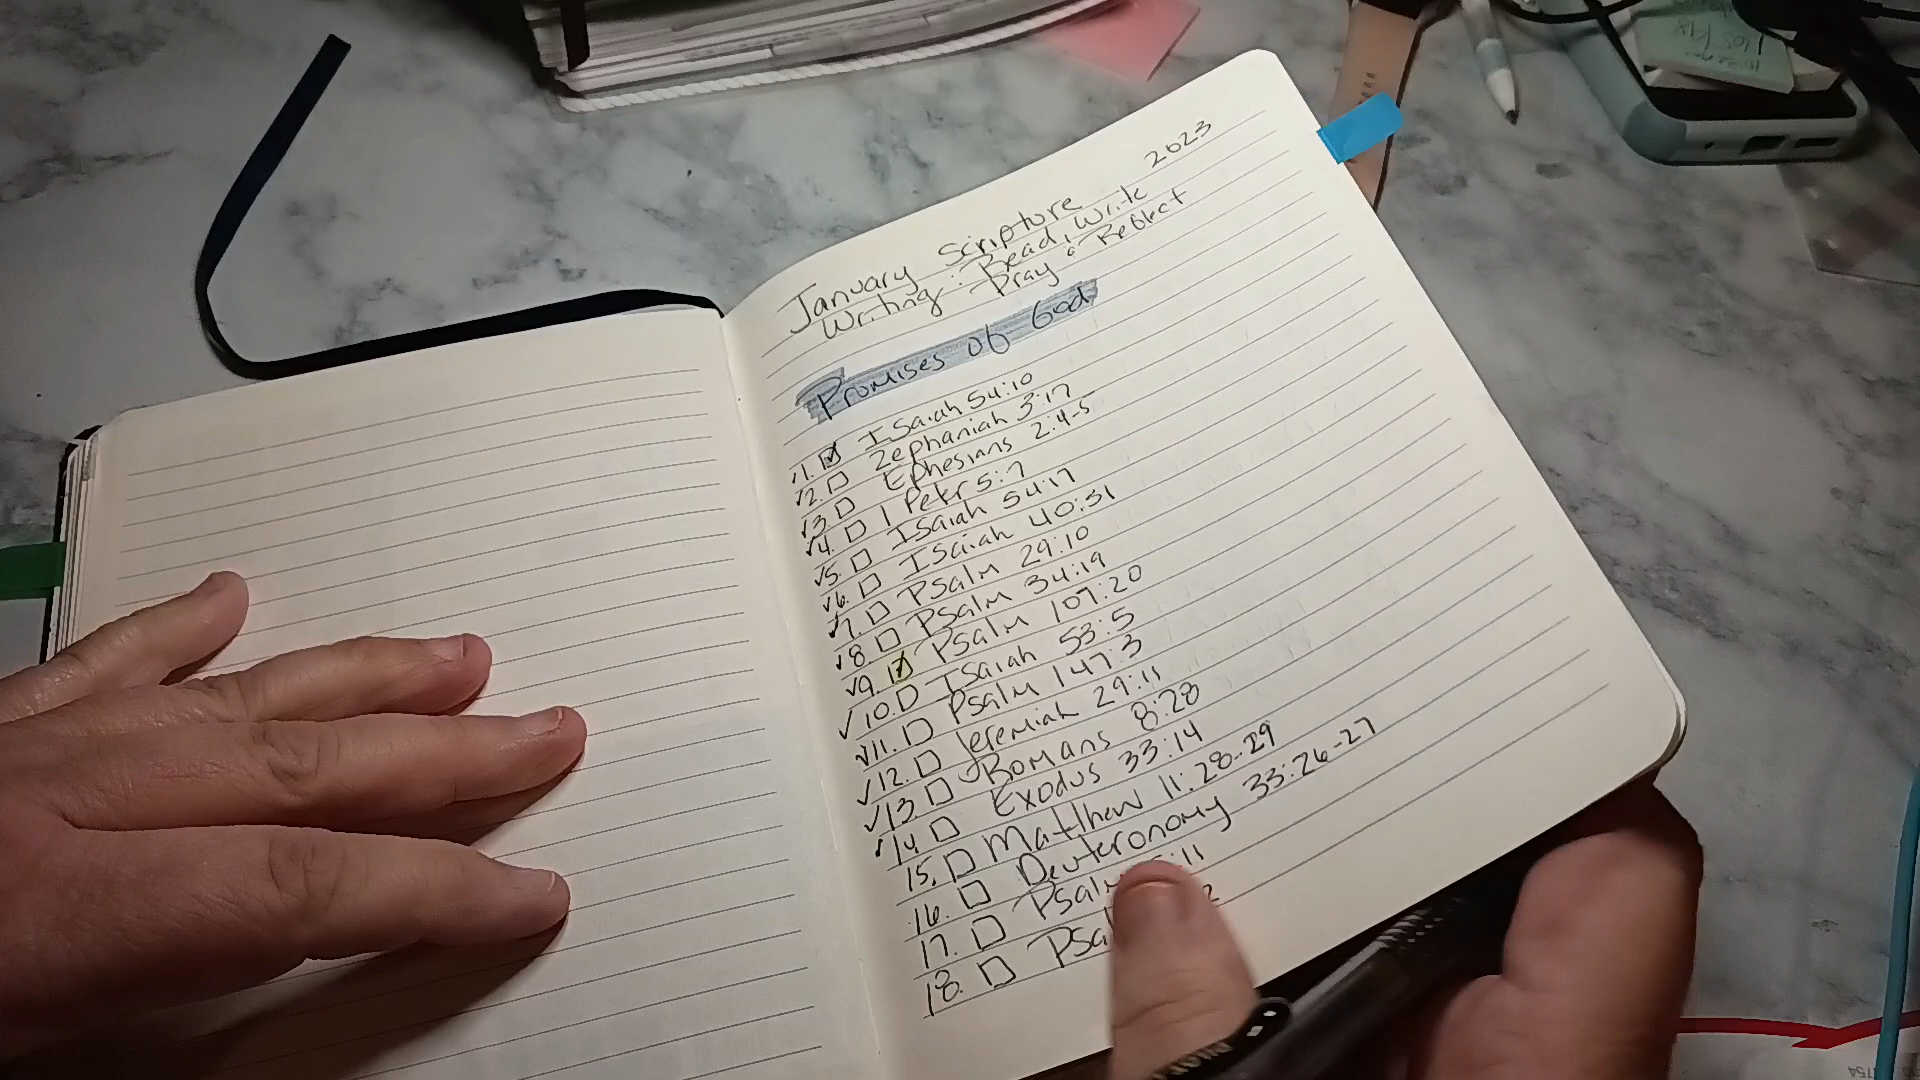 2023
January Scripture
Writing: Read, Write
Pray & Reflect
Promises of God
✓1. ☑ Isaiah 54:10
✓2. ☐ Zephaniah 3:17
✓3. ☐ Ephesians 2:4-5
✓4. ☐ 1 Peter 5:7
✓5. ☐ Isaiah 54:17
✓6. ☐ Isaiah 40:31
✓7. ☐ Psalm 29:10
✓8. ☐ Psalm 34:19
✓9. ☑ Psalm 107:20
✓10. ☐ Isaiah 53:5
✓11. ☐ Psalm 147:3
✓12. ☐ Jeremiah 29:11
✓13 ☐ Romans 8:28
✓14 ☐ Exodus 33:14
15. ☐ Matthew 11:28-29
16. ☐ Deuteronomy 33:26-27
17. ☐ Psalm :11
18. ☐ Psa 2